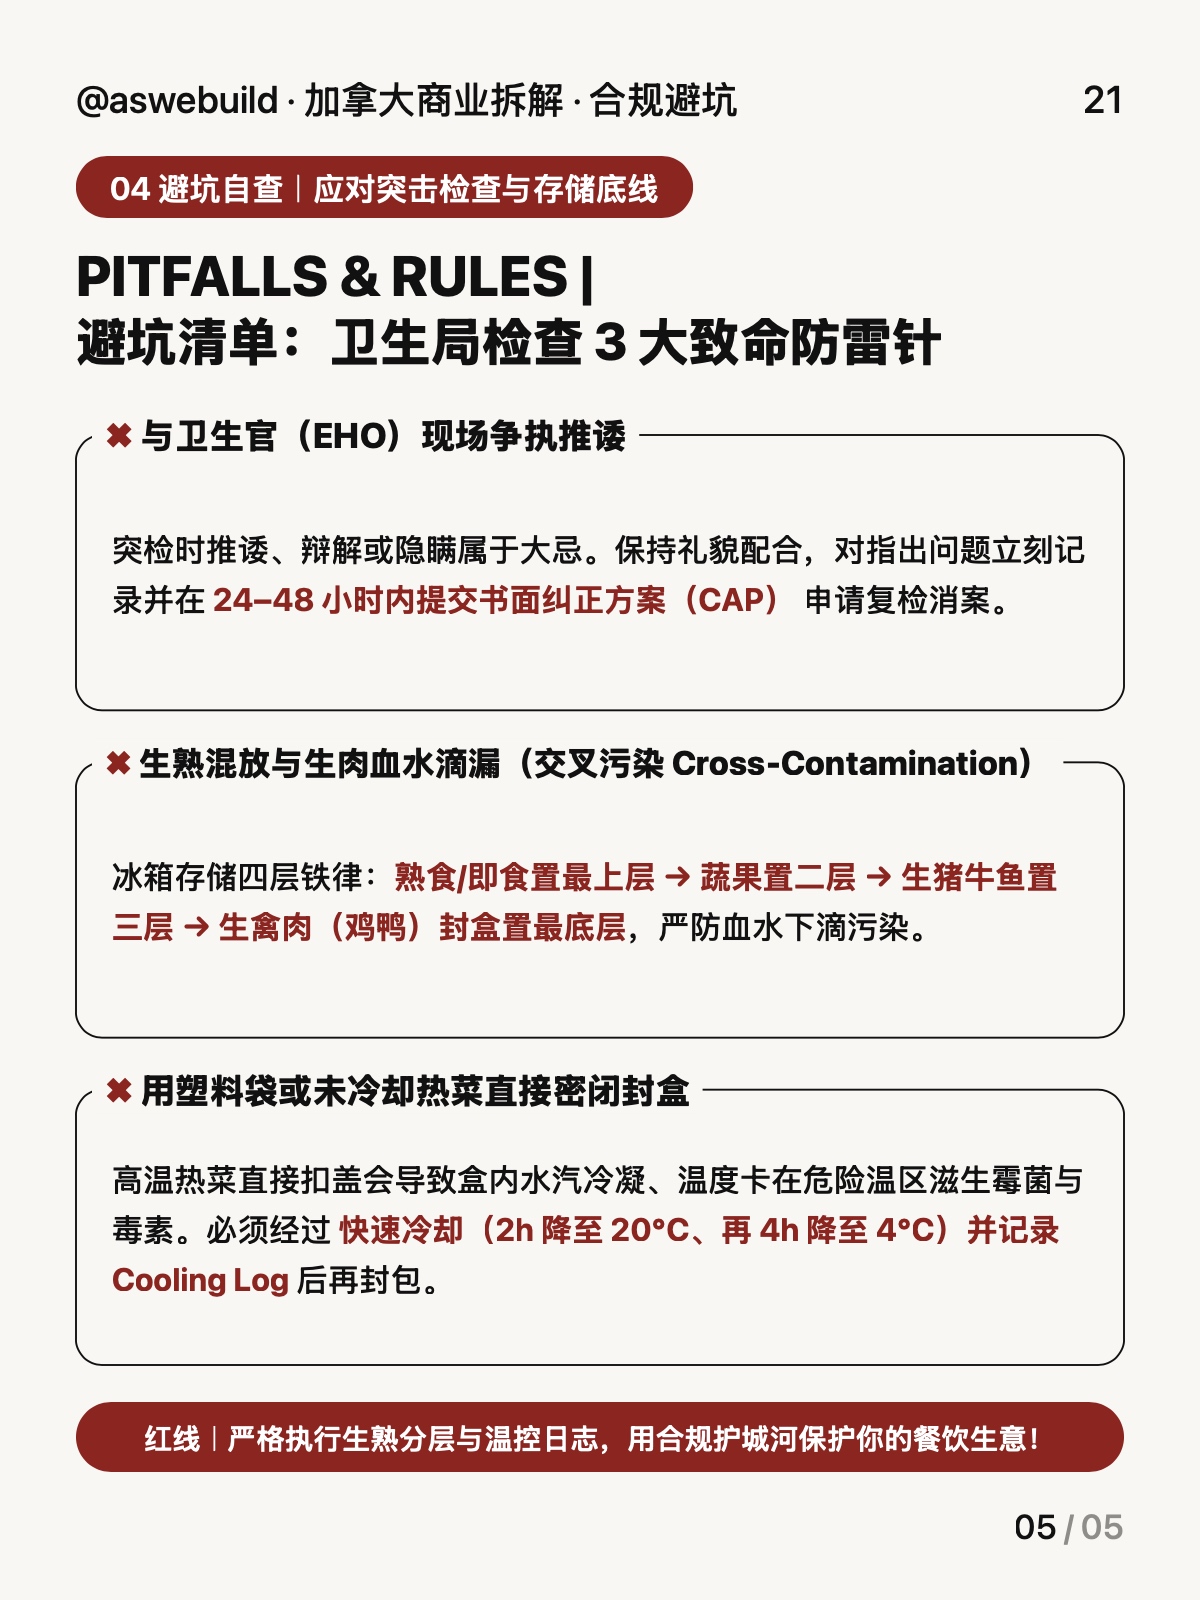 @aswebuild · 加拿大商业拆解 · 合规避坑
21
04 避坑自查｜应对突击检查与存储底线
PITFALLS & RULES |
避坑清单：卫生局检查 3 大致命防雷针
✖ 与卫生官（EHO）现场争执推诿
突检时推诿、辩解或隐瞒属于大忌。保持礼貌配合，对指出问题立刻记
录并在 24–48 小时内提交书面纠正方案（CAP） 申请复检消案。
✖ 生熟混放与生肉血水滴漏（交叉污染 Cross-Contamination）
冰箱存储四层铁律：熟食/即食置最上层 → 蔬果置二层 → 生猪牛鱼置
三层 → 生禽肉（鸡鸭）封盒置最底层，严防血水下滴污染。
✖ 用塑料袋或未冷却热菜直接密闭封盒
高温热菜直接扣盖会导致盒内水汽冷凝、温度卡在危险温区滋生霉菌与
毒素。必须经过 快速冷却（2h 降至 20°C、再 4h 降至 4°C）并记录
Cooling Log 后再封包。
红线｜严格执行生熟分层与温控日志，用合规护城河保护你的餐饮生意！
05 / 05